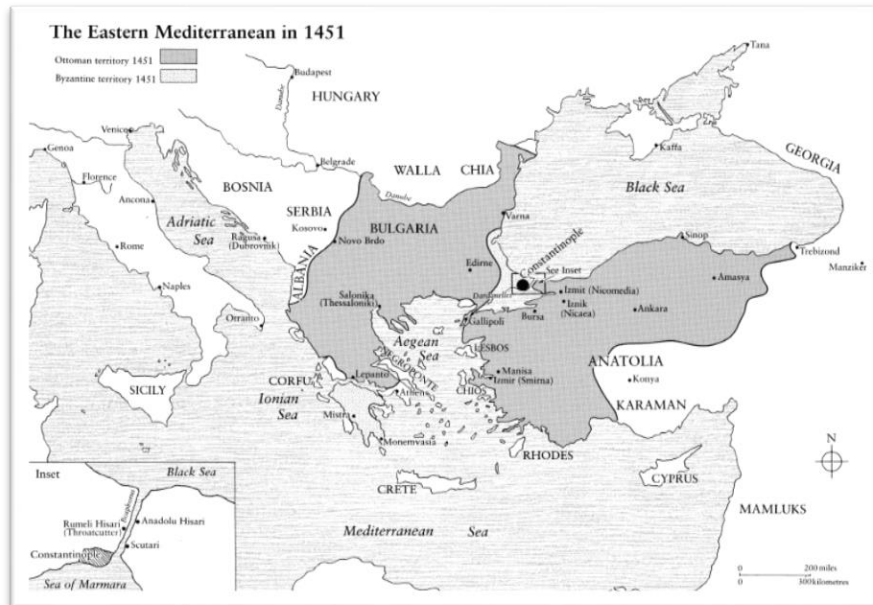 The Eastern Mediterranean in 1451
Ottoman territory 1451
Byzantine territory 1451
Tana
Budapest
Danube
HUNGARY
Venice
Genoa
Belgrade
WALLA CHIA
Kaffa
GEORGIA
Florence
BOSNIA
Danube
Black Sea
Ancona
SERBIA
Varna
Adriatic
Sea
Kosovo
BULGARIA
Sinop
Ragusa
(Dubrovnik)
Novo Brdo
Constantinople
Trebizond
Rome
ALBANIA
Edirne
See Inset
Manziker
Naples
Salonika
(Thessaloniki)
Dardanelles
Izmit (Nicomedia)
Amasya
Iznik
(Nicaea)
Ankara
Otranto
Gallipoli
Bursa
Aegean
Sea
LESBOS
ANATOLIA
NEGROPONTE
Manisa
CORFU
Lepanto
Izmir (Smirna)
Konya
SICILY
Ionian
Sea
Athens
CHIOS
KARAMAN
Mistra
Monemvasia
RHODES
N
Inset
Black Sea
CRETE
CYPRUS
Bosphorus
Rumeli Hisari
(Throatcutter)
Anadolu Hisari
MAMLUKS
Constantinople
Scutari
Mediterranean Sea
Sea of Marmara
0 200 miles
0 300 kilometres